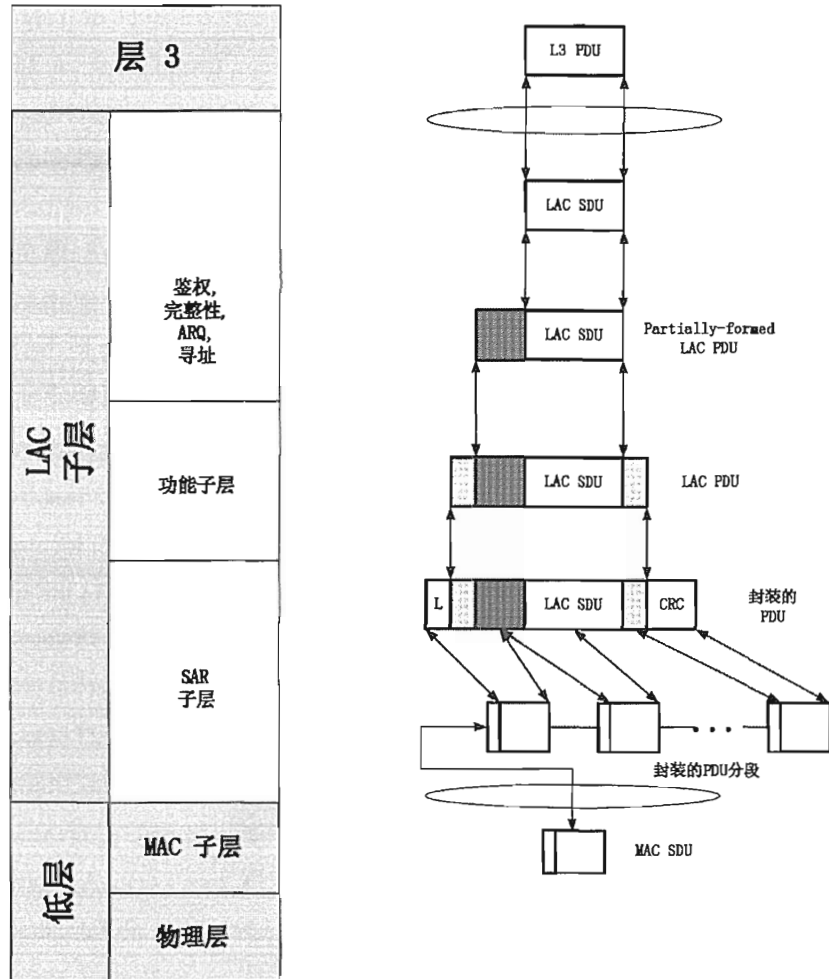 层 3
LAC
子层
鉴权,
完整性,
ARQ,
寻址
功能子层
SAR
子层
低层
MAC 子层
物理层
L3 PDU
LAC SDU
LAC SDU
Partially-formed
LAC PDU
LAC SDU
LAC PDU
L
LAC SDU
CRC
封装的
PDU
...
封装的PDU分段
MAC SDU